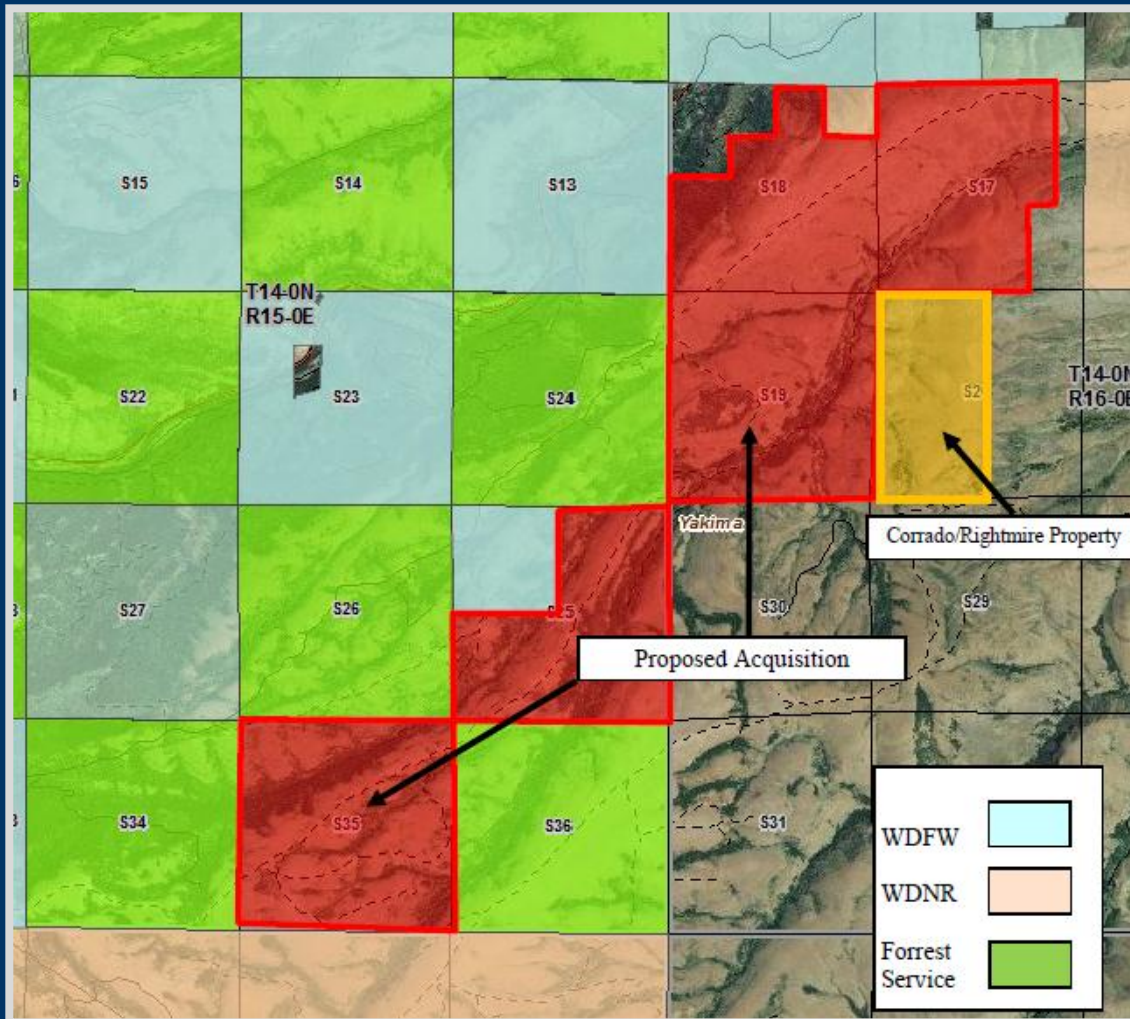 S15
S14
S13
S18
S17
T14-0N
R15-0E
S22
S23
S24
S19
S2
T14-0N
R16-0E
Corrado/Rightmire Property
Yakima
S27
S26
S25
S30
S29
Proposed Acquisition
S34
S35
S36
S31
WDFW
WDNR
Forrest
Service